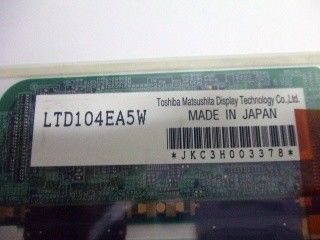 Toshiba Matsushita Display Technology Co.,Ltd.
LTD104EA5W
MADE IN JAPAN
*JKC3H003378*